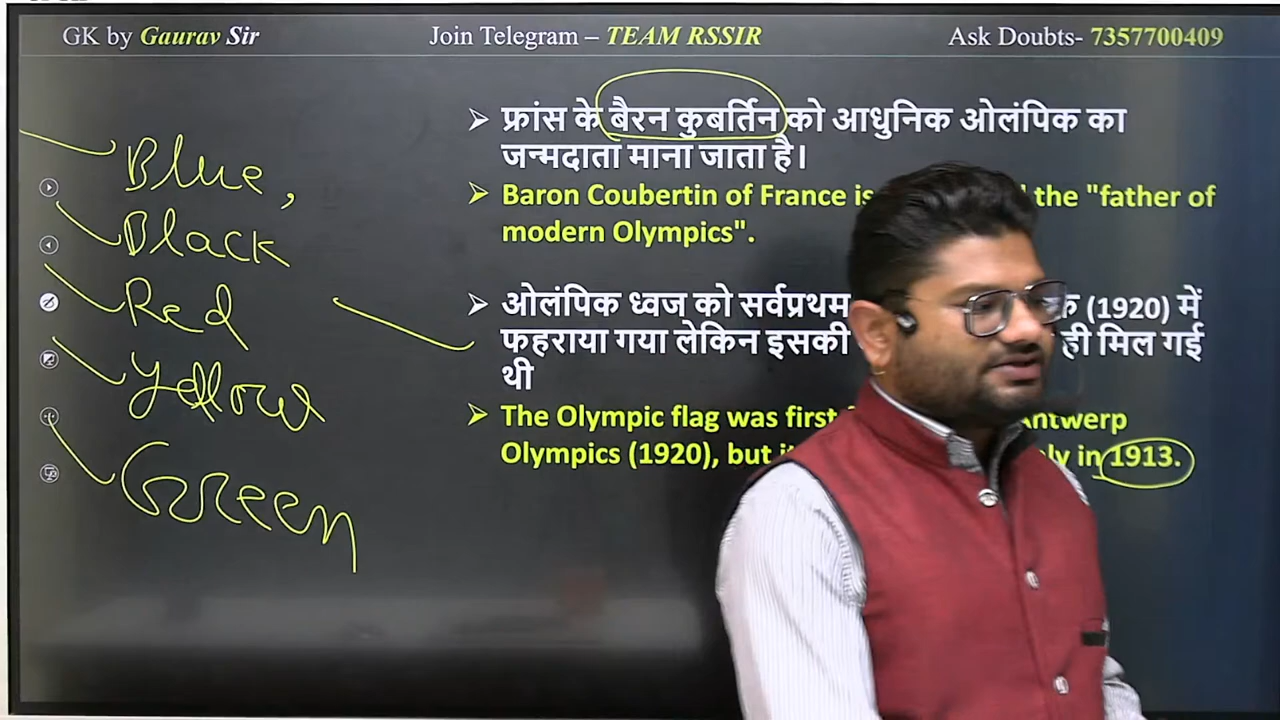 GK by Gaurav Sir
Join Telegram – TEAM RSSIR
Ask Doubts- 7357700409
Blue,
Black
Red
Yellow
Green
फ्रांस के बैरन कुबर्तिन को आधुनिक ओलंपिक का
जन्मदाता माना जाता है।
Baron Coubertin of France is the "father of
modern Olympics".
ओलंपिक ध्वज को सर्वप्रथम (1920) में
फहराया गया लेकिन इसकी ही मिल गई
थी
The Olympic flag was first Antwerp
Olympics (1920), but in 1913.